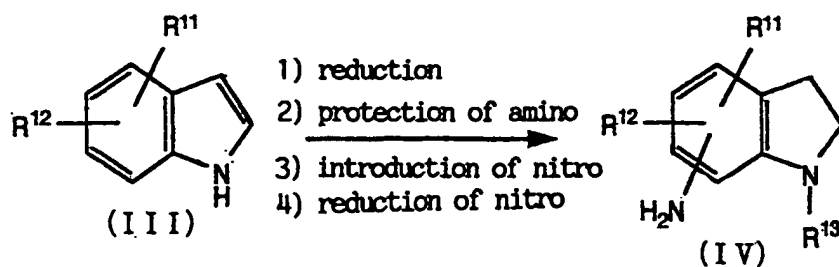 R11
R12
N
H
(III)
1) reduction
2) protection of amino
3) introduction of nitro
4) reduction of nitro
R11
R12
H2N
N
R13
(IV)